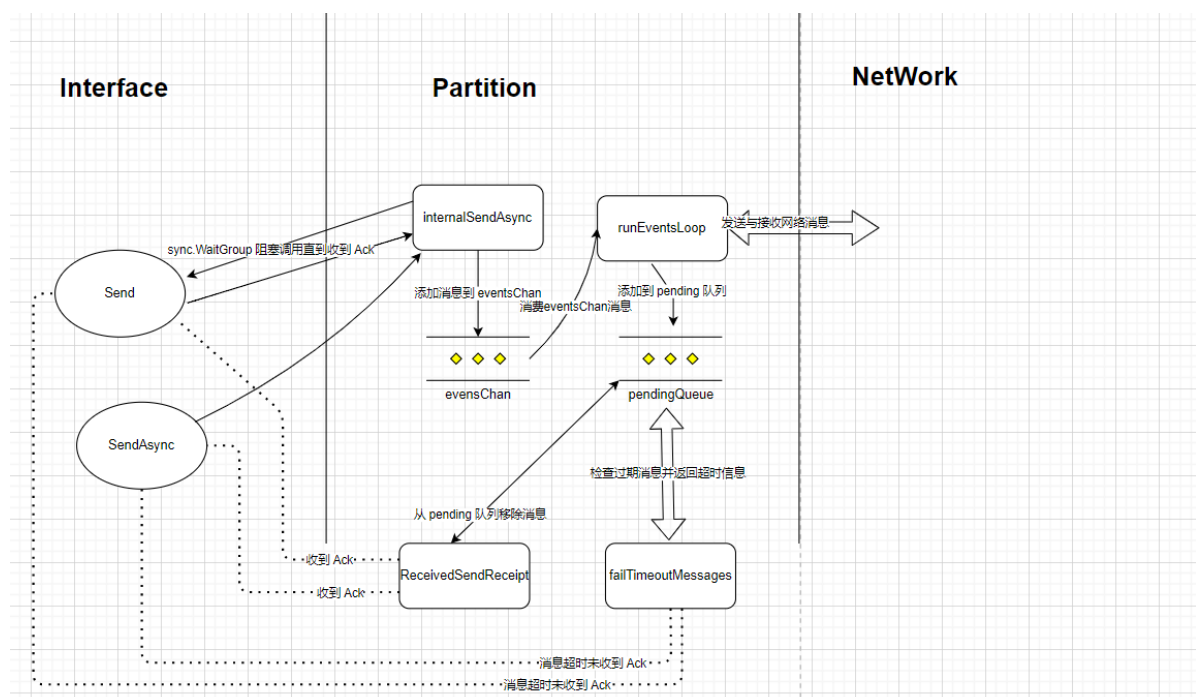 Interface
Partition
NetWork
internalSendAsync
runEventsLoop
发送与接收网络消息
sync.WaitGroup 阻塞调用直到收到 Ack
Send
添加消息到 eventsChan
消费eventsChan消息
添加到 pending 队列
evensChan
pendingQueue
SendAsync
检查过期消息并返回超时信息
从 pending 队列移除消息
收到 Ack
ReceivedSendReceipt
failTimeoutMessages
收到 Ack
消息超时未收到 Ack
消息超时未收到 Ack